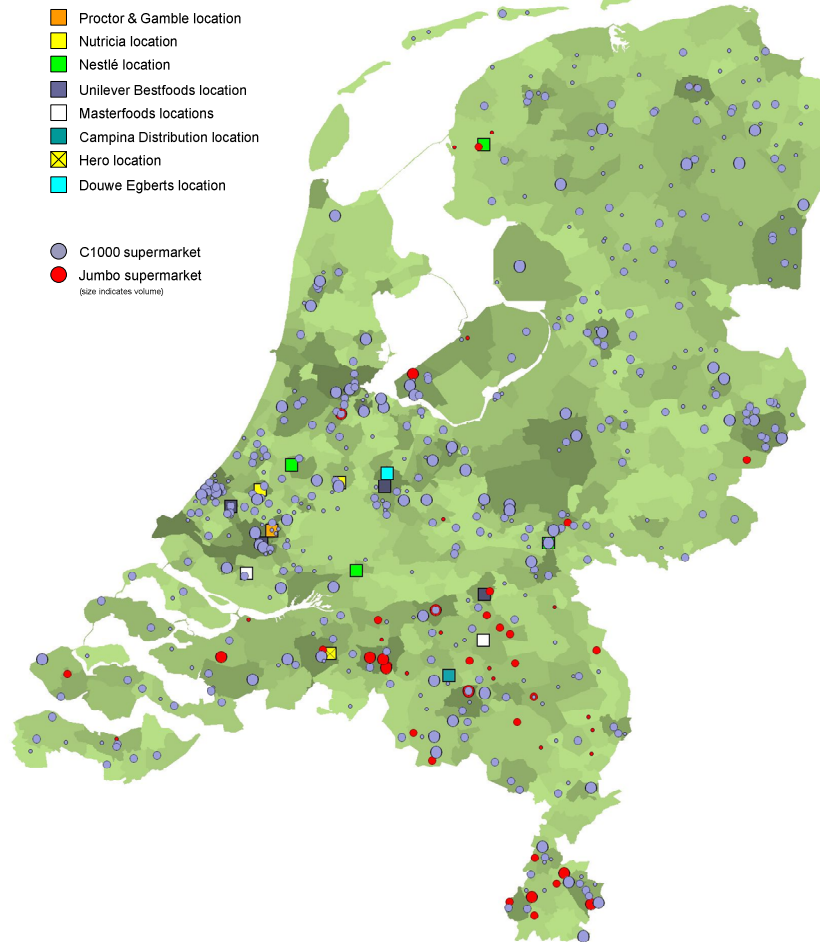 Proctor & Gamble location
Nutricia location
Nestlé location
Unilever Bestfoods location
Masterfoods locations
Campina Distribution location
Hero location
Douwe Egberts location
C1000 supermarket
Jumbo supermarket
(size indicates volume)